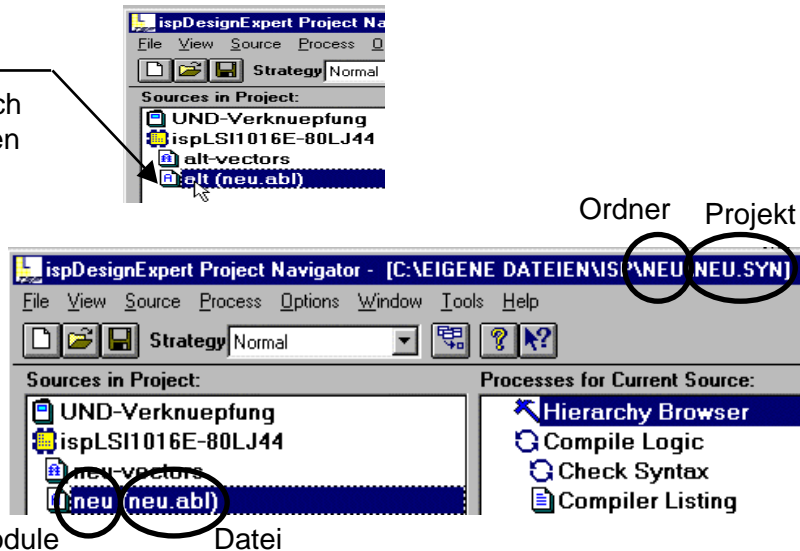 ispDesignExpert Project Na
File View Source Process O
Strategy Normal
Sources in Project:
UND-Verknuepfung
ispLSI1016E-80LJ44
alt-vectors
alt (neu.abl)
ch
en
Ordner Projekt
ispDesignExpert Project Navigator - [C:\EIGENE DATEIEN\ISP\NEU\NEU.SYN]
File View Source Process Options Window Tools Help
Strategy Normal
Sources in Project:
Processes for Current Source:
UND-Verknuepfung
Hierarchy Browser
ispLSI1016E-80LJ44
Compile Logic
neu-vectors
Check Syntax
neu (neu.abl)
Compiler Listing
odule Datei